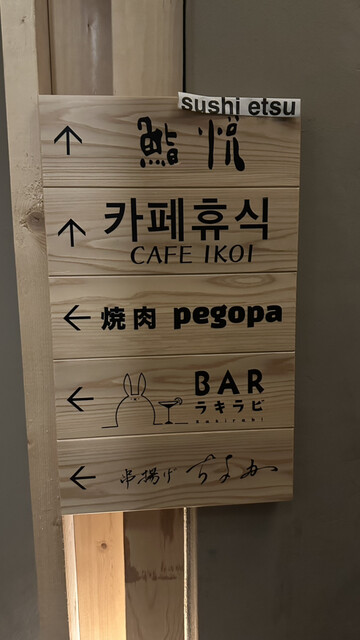 sushi etsu
↑ 鮨 悦
↑ 카페휴식
CAFE IKOI
← 焼肉 pegopa
← BAR
ラキラビ
← 串揚げ ちよか